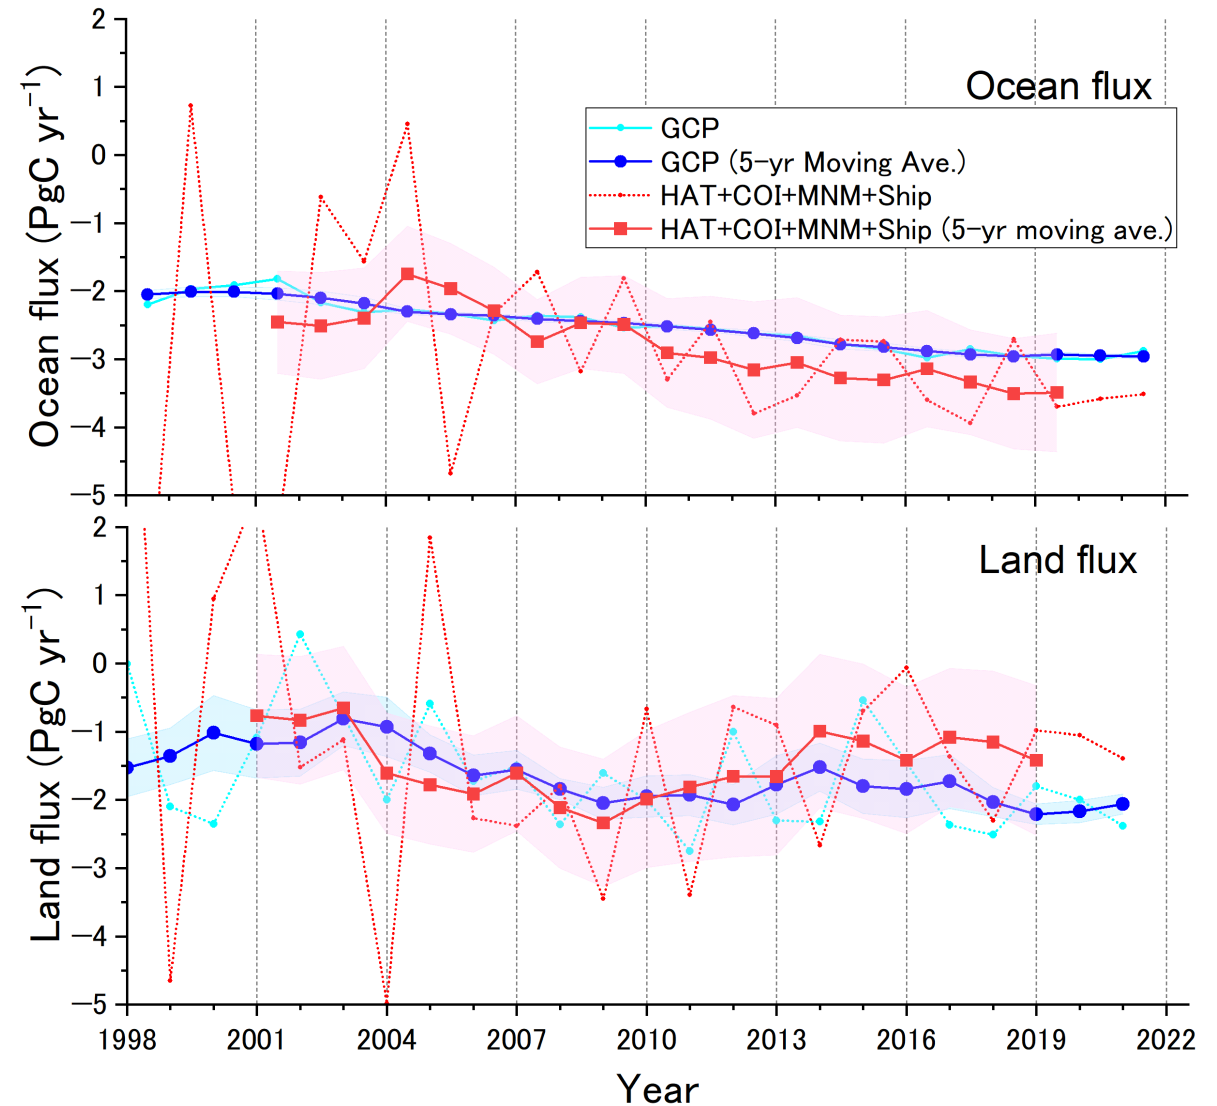 Ocean flux
GCP
GCP (5-yr Moving Ave.)
HAT+COI+MNM+Ship
HAT+COI+MNM+Ship (5-yr moving ave.)
Ocean flux (PgC yr⁻¹)
2
1
0
−1
−2
−3
−4
−5
Land flux
Land flux (PgC yr⁻¹)
2
1
0
−1
−2
−3
−4
−5
1998 2001 2004 2007 2010 2013 2016 2019 2022
Year